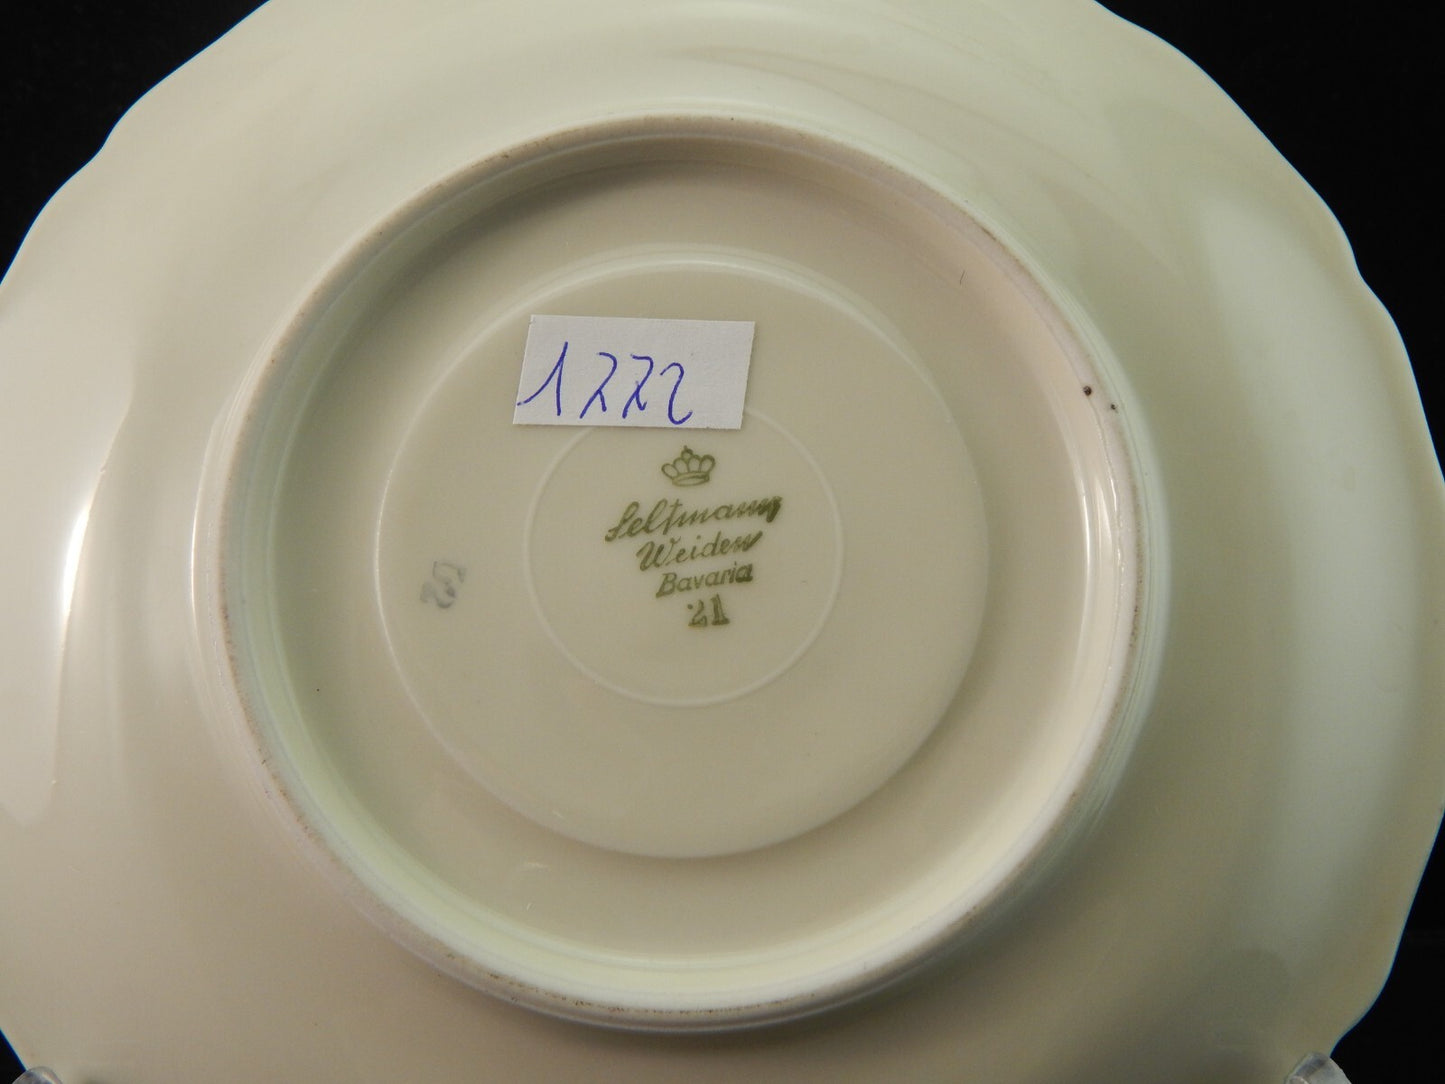 1222
Seltmann
Weiden
Bavaria
21